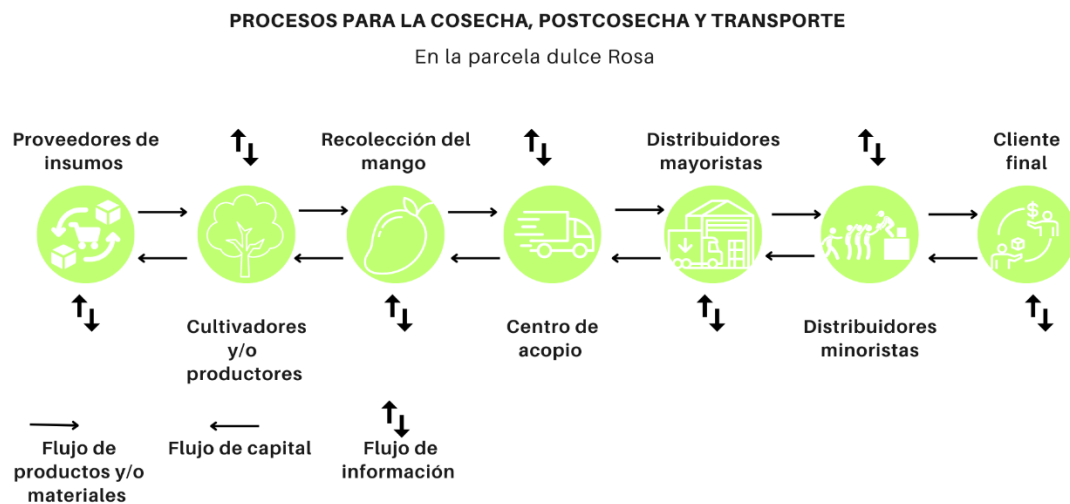 PROCESOS PARA LA COSECHA, POSTCOSECHA Y TRANSPORTE
En la parcela dulce Rosa
Proveedores de
insumos
Recolección del
mango
Distribuidores
mayoristas
Cliente
final
$
Cultivadores
y/o
productores
Centro de
acopio
Distribuidores
minoristas
Flujo de
productos y/o
materiales
Flujo de capital
Flujo de
información